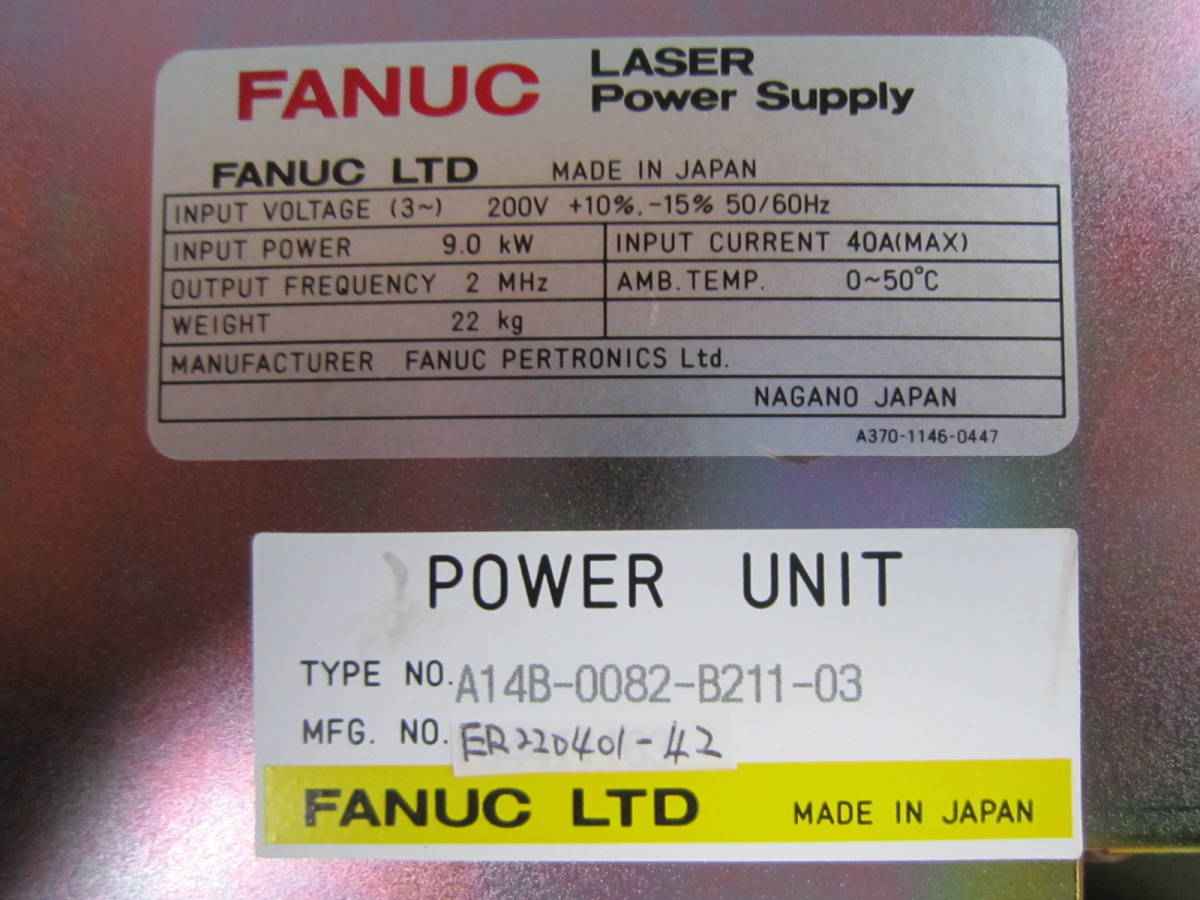 FANUC LASER
Power Supply
FANUC LTD MADE IN JAPAN
INPUT VOLTAGE (3~) 200V +10%, -15% 50/60Hz
INPUT POWER 9.0 kW INPUT CURRENT 40A(MAX)
OUTPUT FREQUENCY 2 MHz AMB. TEMP. 0~50°C
WEIGHT 22 kg
MANUFACTURER FANUC PERTRONICS Ltd.
NAGANO JAPAN
A370-1146-0447
POWER UNIT
TYPE NO. A14B-0082-B211-03
MFG. NO. ER220401-42
FANUC LTD MADE IN JAPAN